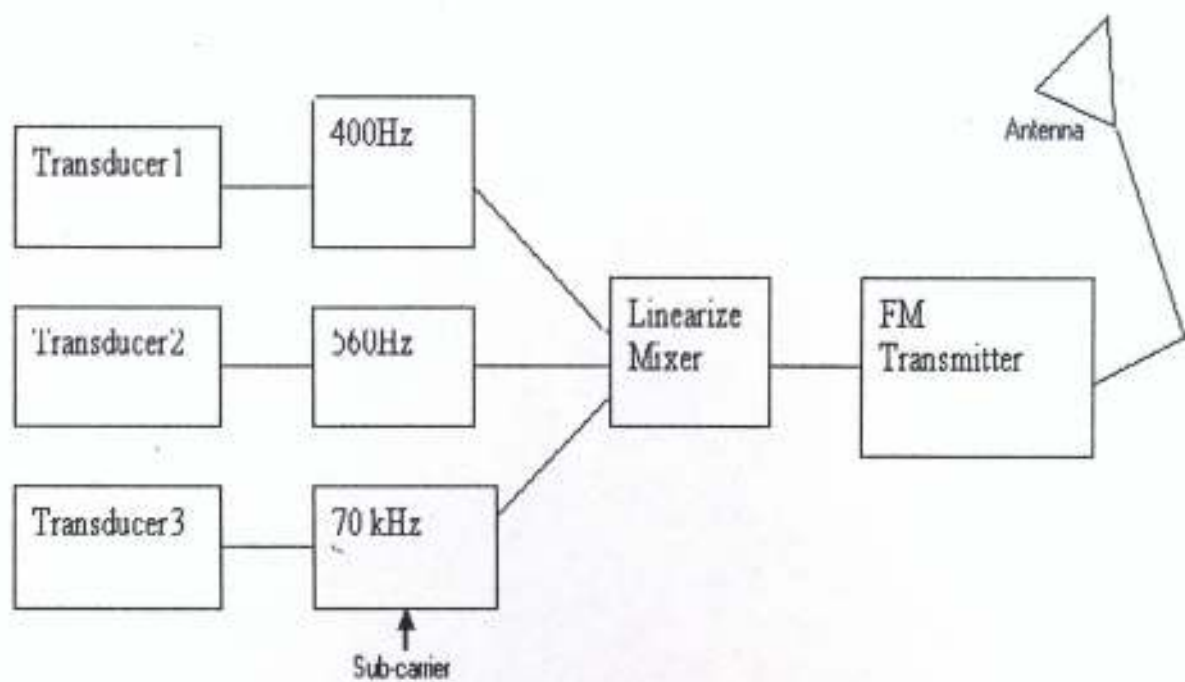 Transducer1
400Hz
Antenna
Transducer2
560Hz
Linearize
Mixer
FM
Transmitter
Transducer3
70 kHz
Sub-carrier